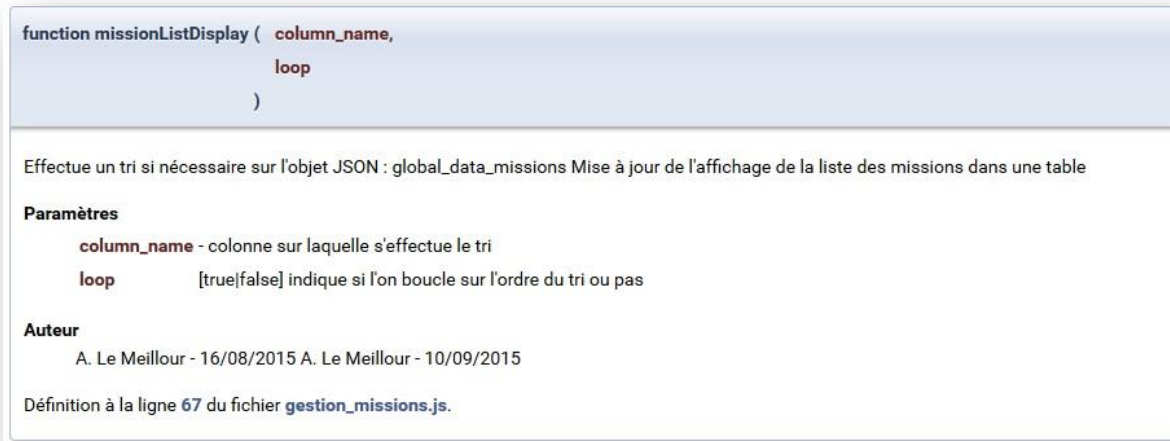 function missionListDisplay ( column_name,
loop
)
Effectue un tri si nécessaire sur l'objet JSON : global_data_missions Mise à jour de l'affichage de la liste des missions dans une table
Paramètres
column_name - colonne sur laquelle s'effectue le tri
loop [true|false] indique si l'on boucle sur l'ordre du tri ou pas
Auteur
A. Le Meillour - 16/08/2015 A. Le Meillour - 10/09/2015
Définition à la ligne 67 du fichier gestion_missions.js.